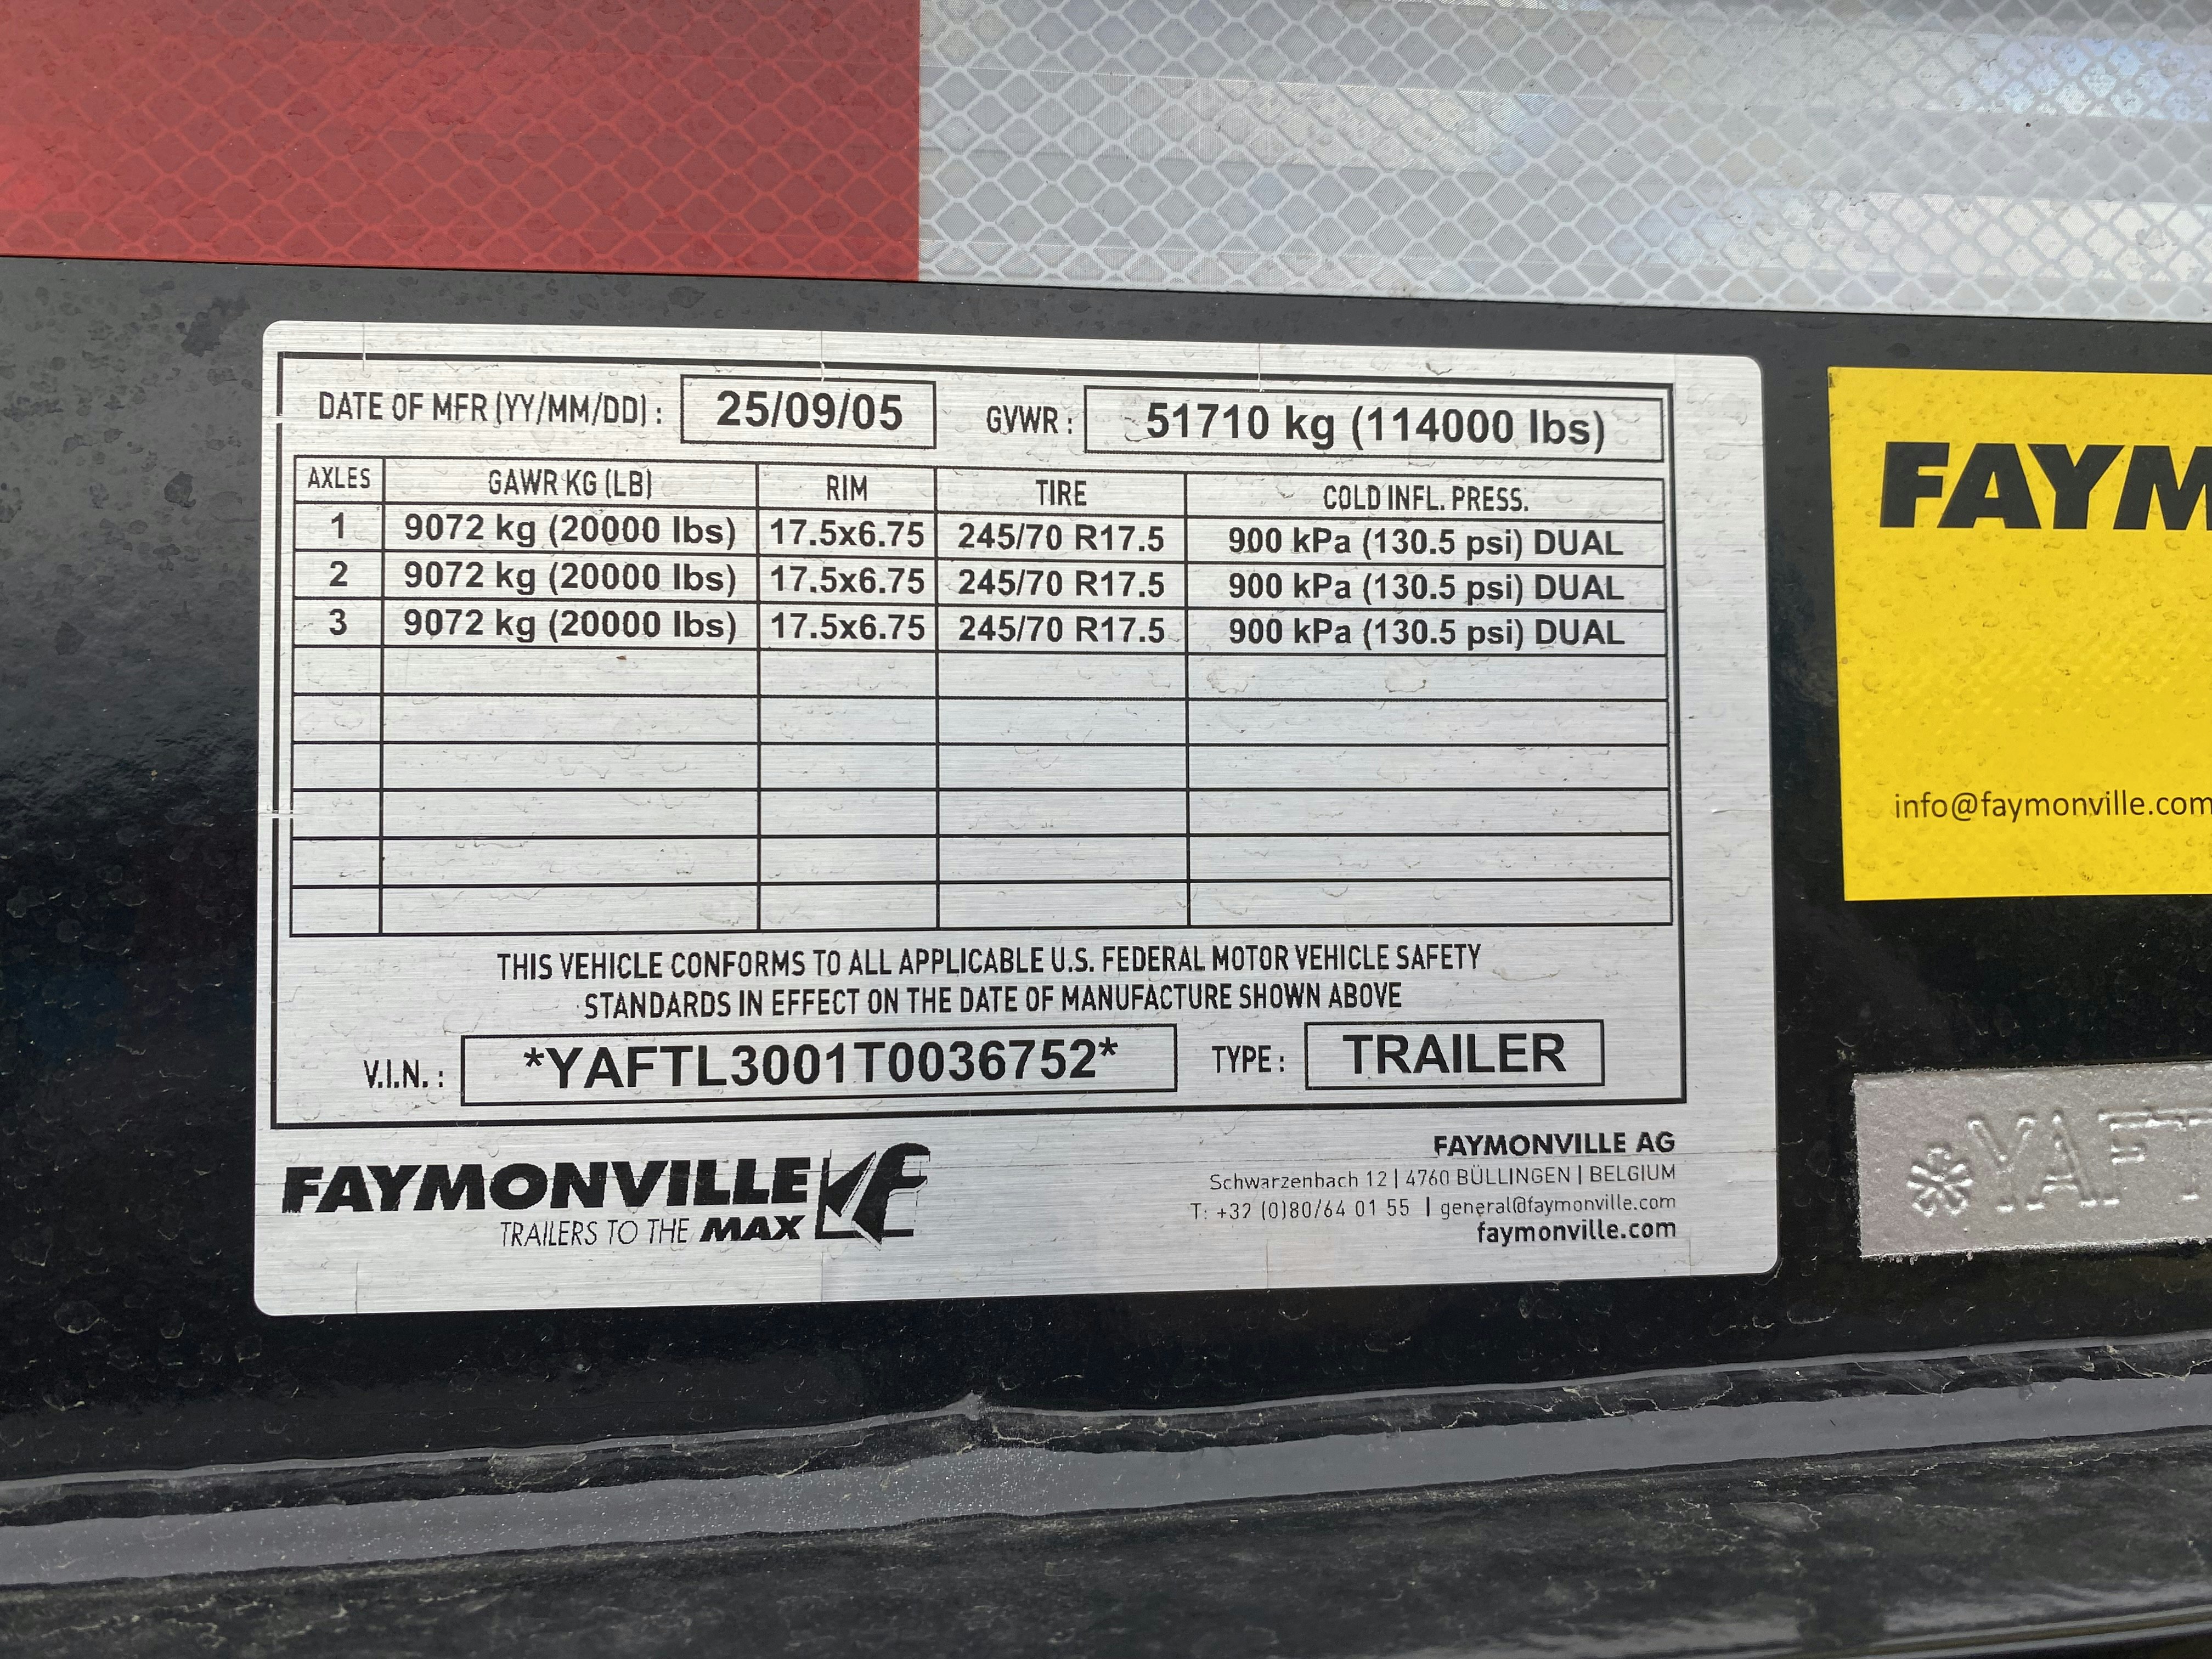 DATE OF MFR (YY/MM/DD) : 25/09/05 GVWR : 51710 kg (114000 lbs)
AXLES GAWR KG (LB) RIM TIRE COLD INFL. PRESS.
1 9072 kg (20000 lbs) 17.5x6.75 245/70 R17.5 900 kPa (130.5 psi) DUAL
2 9072 kg (20000 lbs) 17.5x6.75 245/70 R17.5 900 kPa (130.5 psi) DUAL
3 9072 kg (20000 lbs) 17.5x6.75 245/70 R17.5 900 kPa (130.5 psi) DUAL
THIS VEHICLE CONFORMS TO ALL APPLICABLE U.S. FEDERAL MOTOR VEHICLE SAFETY
STANDARDS IN EFFECT ON THE DATE OF MANUFACTURE SHOWN ABOVE
V.I.N. : *YAFTL3001T0036752* TYPE : TRAILER
FAYMONVILLE
TRAILERS TO THE MAX
FAYMONVILLE AG
Schwarzenbach 12 | 4760 BÜLLINGEN | BELGIUM
T: +32 (0)80/64 01 55 | general@faymonville.com
faymonville.com
FAYM
info@faymonville.com
*YAFT